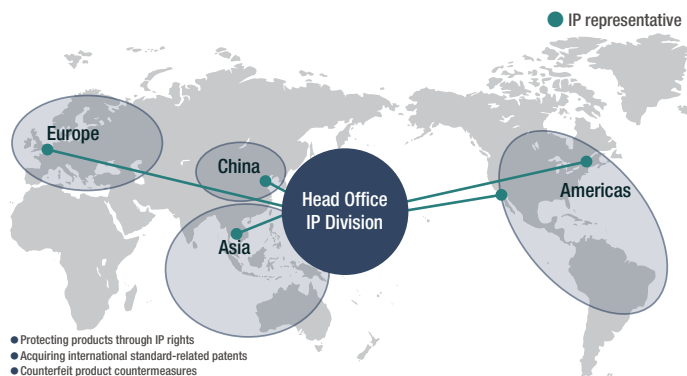 IP representative
Europe
China
Head Office
IP Division
Americas
Asia
● Protecting products through IP rights
● Acquiring international standard-related patents
● Counterfeit product countermeasures